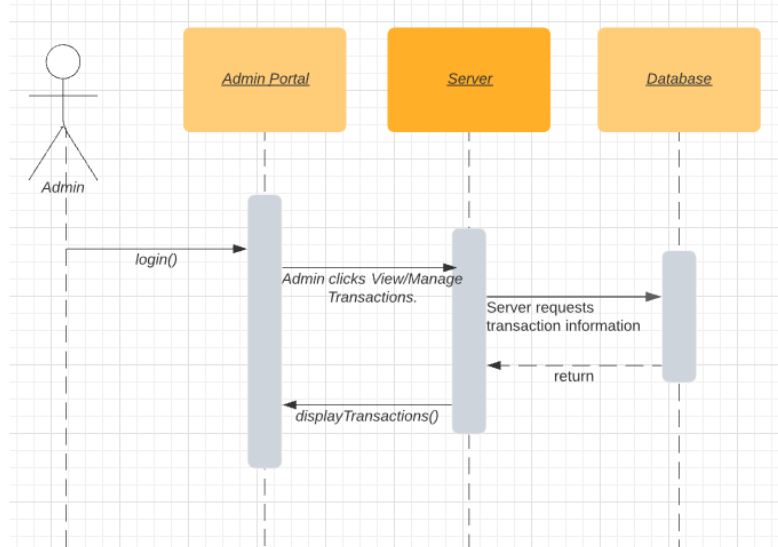 Admin Portal
Server
Database
Admin
login()
Admin clicks View/Manage
Transactions.
Server requests
transaction information
return
displayTransactions()